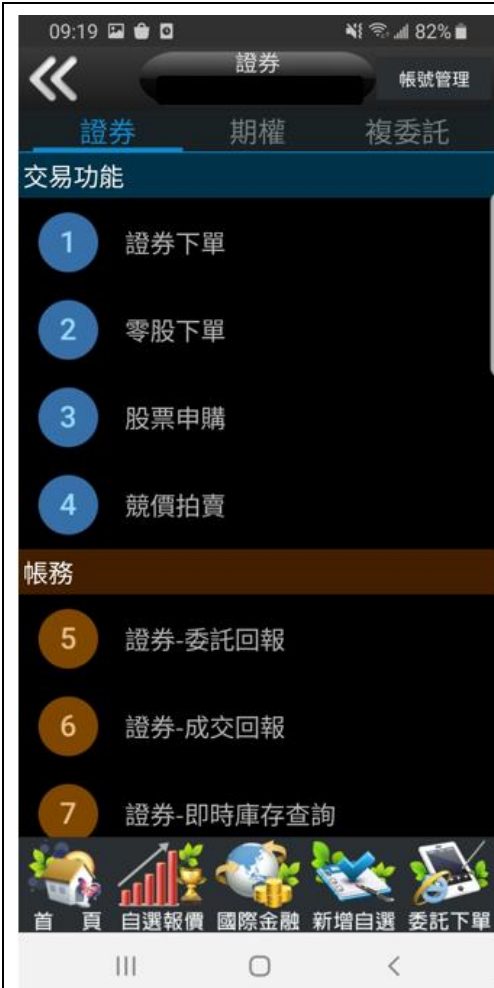 09:19 82%
證券
帳號管理
證券 期權 複委託
交易功能
1 證券下單
2 零股下單
3 股票申購
4 競價拍賣
帳務
5 證券-委託回報
6 證券-成交回報
7 證券-即時庫存查詢
首 頁 自選報價 國際金融 新增自選 委託下單